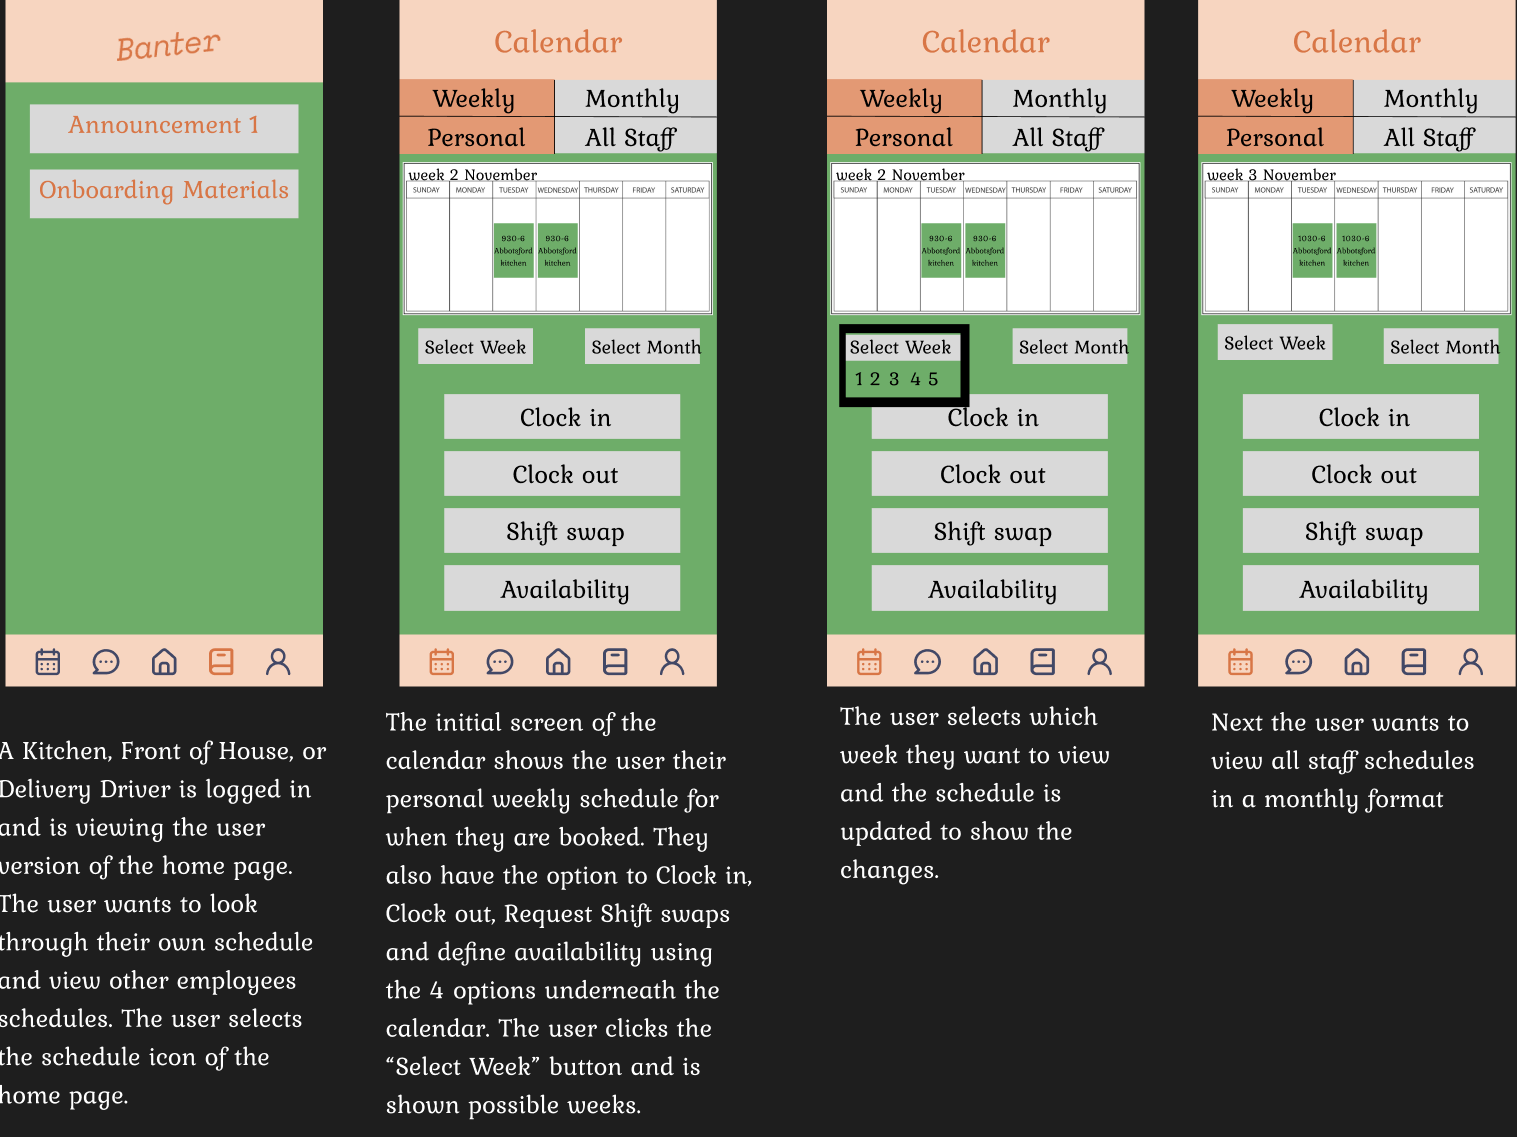 Banter
Announcement 1
Onboarding Materials
A Kitchen, Front of House, or
Delivery Driver is logged in
and is viewing the user
version of the home page.
The user wants to look
through their own schedule
and view other employees
schedules. The user selects
the schedule icon of the
home page.
Calendar
Weekly Monthly
Personal All Staff
week 2 November
SUNDAY MONDAY TUESDAY WEDNESDAY THURSDAY FRIDAY SATURDAY
930-6 930-6
Abbotsford Abbotsford
kitchen kitchen
Select Week Select Month
Clock in
Clock out
Shift swap
Availability
The initial screen of the
calendar shows the user their
personal weekly schedule for
when they are booked. They
also have the option to Clock in,
Clock out, Request Shift swaps
and define availability using
the 4 options underneath the
calendar. The user clicks the
“Select Week” button and is
shown possible weeks.
Calendar
Weekly Monthly
Personal All Staff
week 2 November
SUNDAY MONDAY TUESDAY WEDNESDAY THURSDAY FRIDAY SATURDAY
930-6 930-6
Abbotsford Abbotsford
kitchen kitchen
Select Week Select Month
1 2 3 4 5
Clock in
Clock out
Shift swap
Availability
The user selects which
week they want to view
and the schedule is
updated to show the
changes.
Calendar
Weekly Monthly
Personal All Staff
week 3 November
SUNDAY MONDAY TUESDAY WEDNESDAY THURSDAY FRIDAY SATURDAY
1030-6 1030-6
Abbotsford Abbotsford
kitchen kitchen
Select Week Select Month
Clock in
Clock out
Shift swap
Availability
Next the user wants to
view all staff schedules
in a monthly format